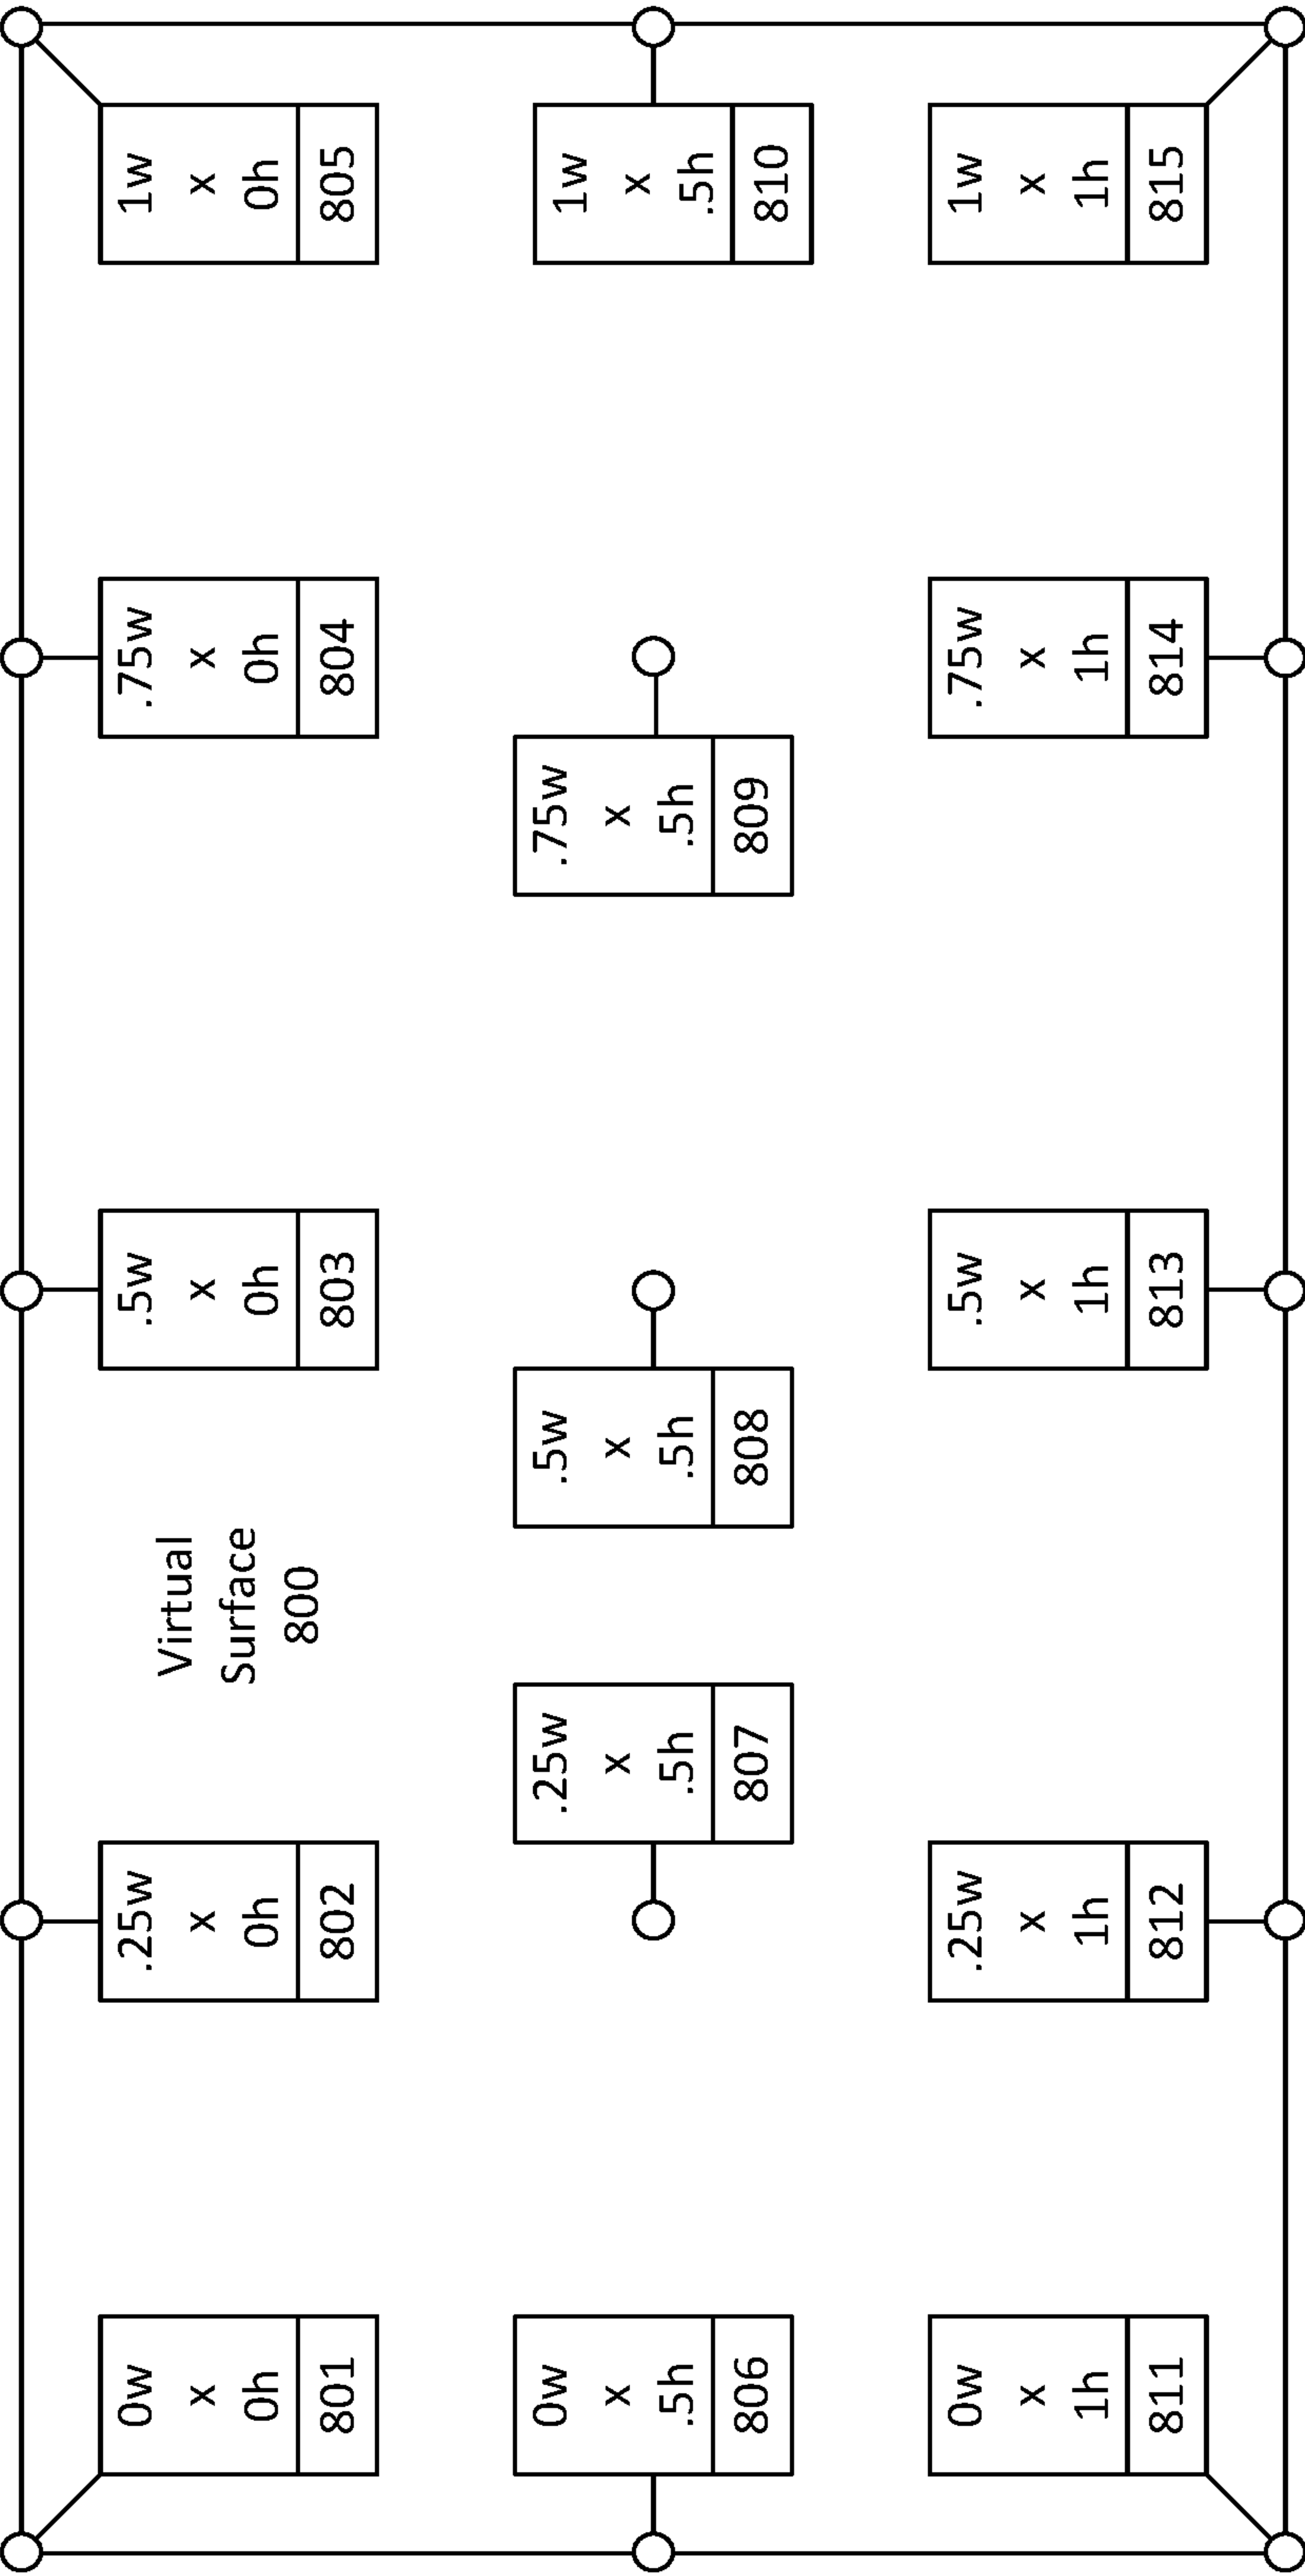 0w
x
0h
801
.25w
x
0h
802
Virtual
Surface
800
.5w
x
0h
803
.75w
x
0h
804
1w
x
0h
805
0w
x
.5h
806
.25w
x
.5h
807
.5w
x
.5h
808
.75w
x
.5h
809
1w
x
.5h
810
0w
x
1h
811
.25w
x
1h
812
.5w
x
1h
813
.75w
x
1h
814
1w
x
1h
815